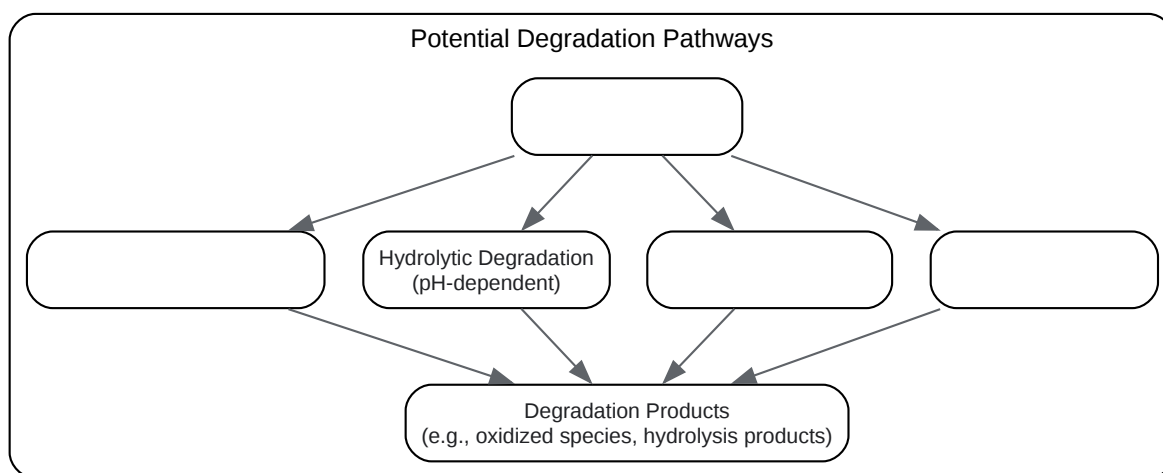 Potential Degradation Pathways
Hydrolytic Degradation
(pH-dependent)
Degradation Products
(e.g., oxidized species, hydrolysis products)